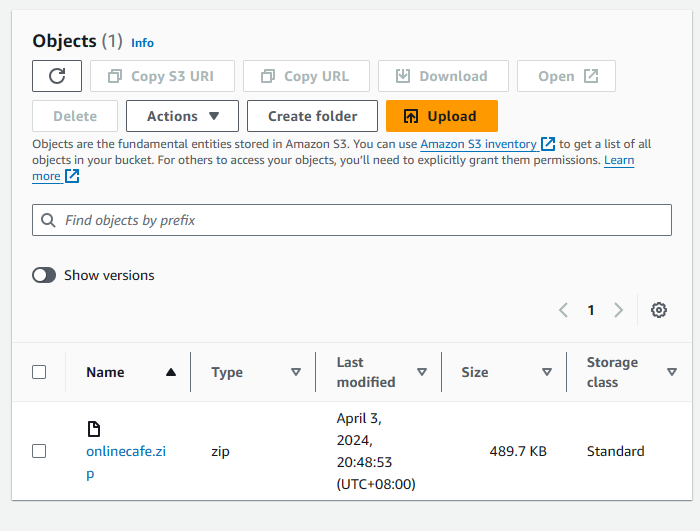 Objects (1) Info
Copy S3 URI Copy URL Download Open
Delete Actions Create folder Upload
Objects are the fundamental entities stored in Amazon S3. You can use Amazon S3 inventory to get a list of all
objects in your bucket. For others to access your objects, you'll need to explicitly grant them permissions. Learn
more
Find objects by prefix
Show versions
1
Name Type Last modified Size Storage class
onlinecafe.zi
p
zip
April 3,
2024,
20:48:53
(UTC+08:00)
489.7 KB
Standard